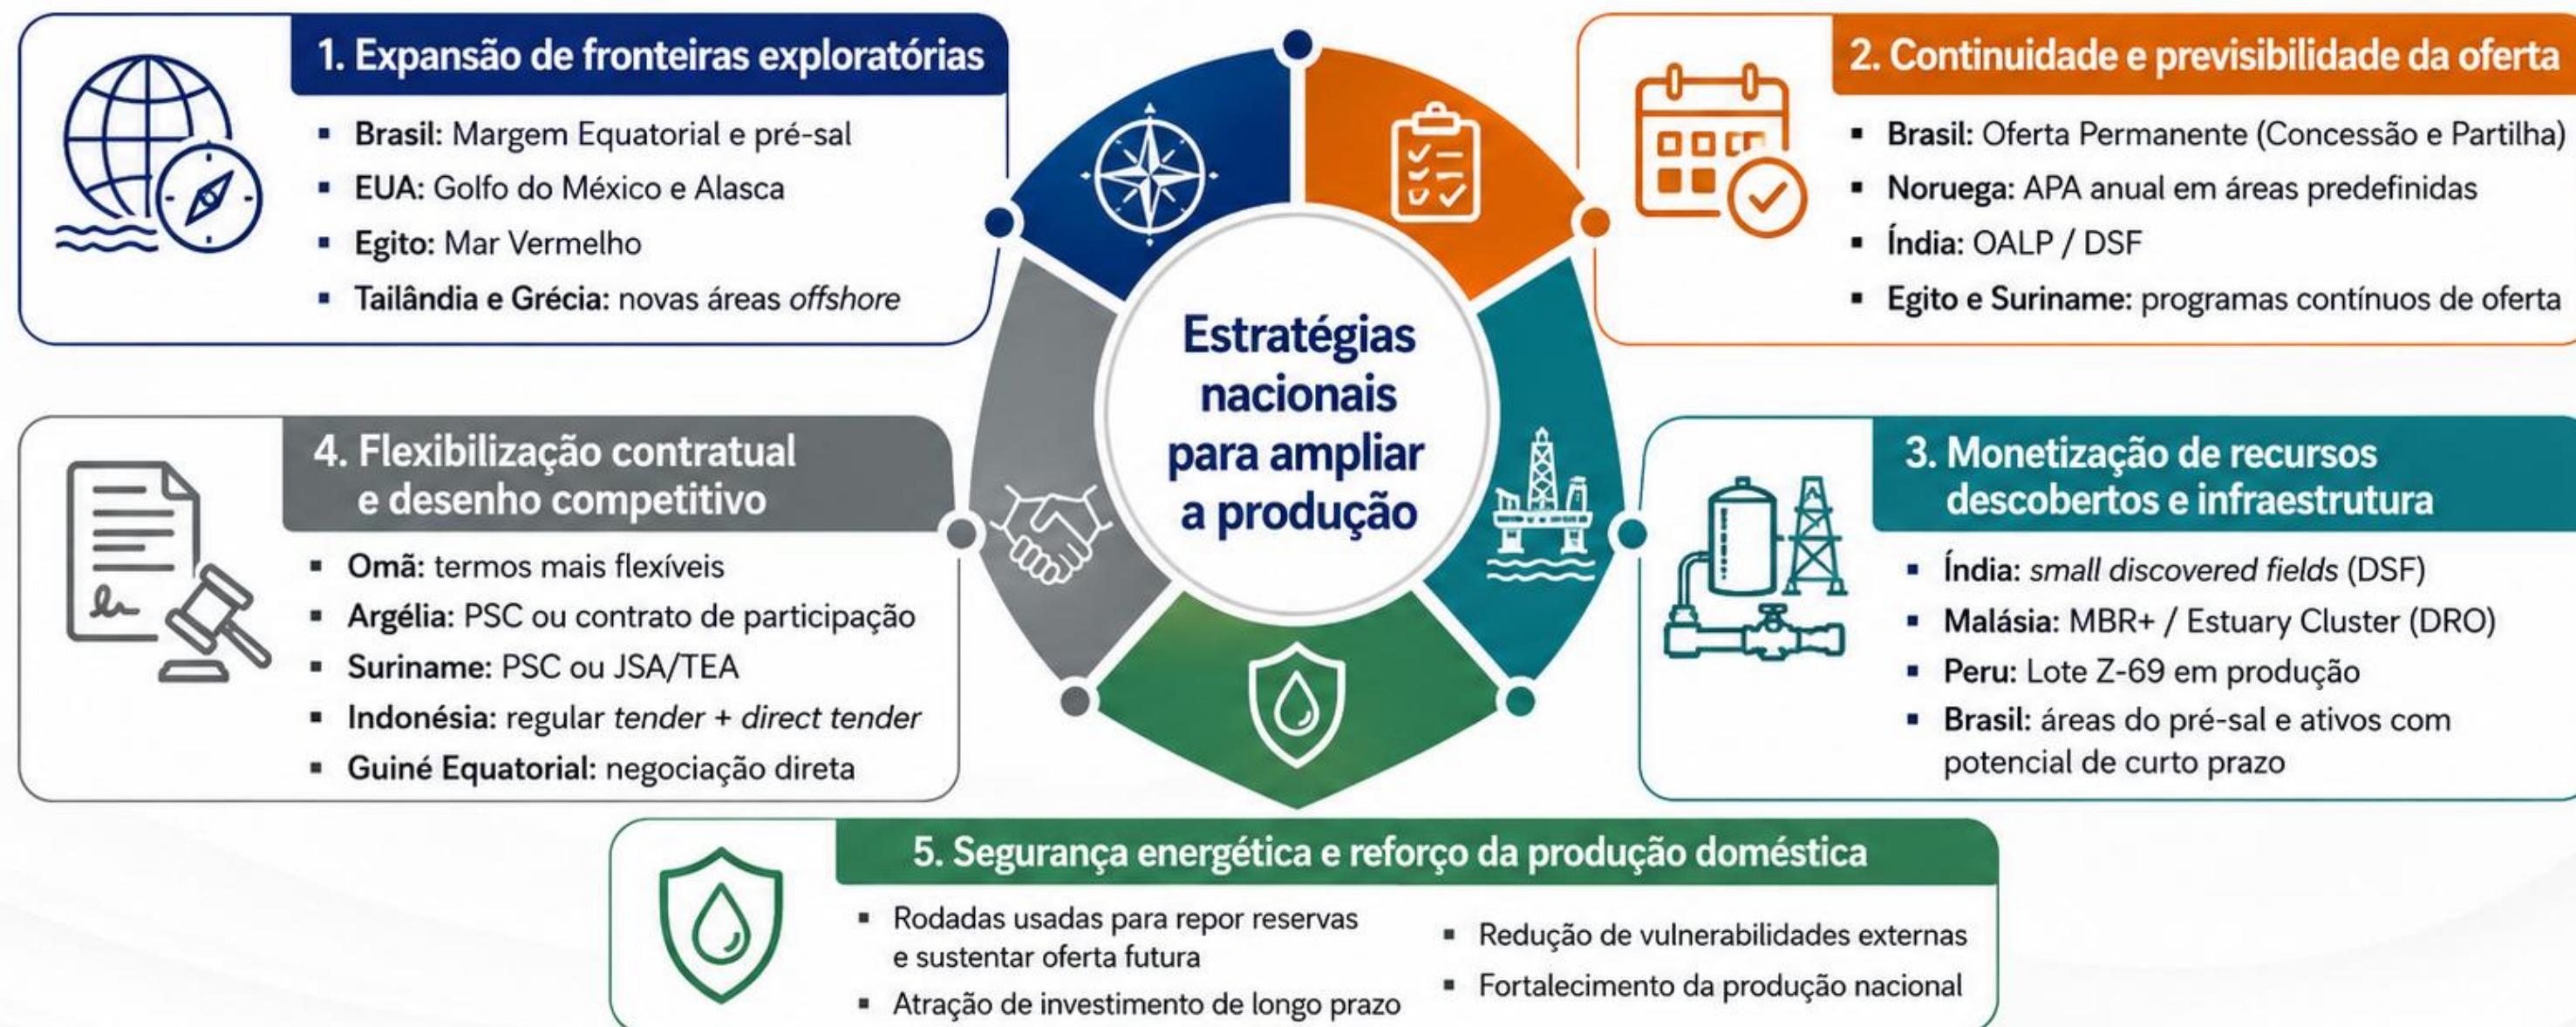 1. Expansão de fronteiras exploratórias
▪ Brasil: Margem Equatorial e pré-sal
▪ EUA: Golfo do México e Alasca
▪ Egito: Mar Vermelho
▪ Tailândia e Grécia: novas áreas offshore
2. Continuidade e previsibilidade da oferta
▪ Brasil: Oferta Permanente (Concessão e Partilha)
▪ Noruega: APA anual em áreas predefinidas
▪ Índia: OALP / DSF
▪ Egito e Suriname: programas contínuos de oferta
Estratégias
nacionais
para ampliar
a produção
3. Monetização de recursos
descobertos e infraestrutura
▪ Índia: small discovered fields (DSF)
▪ Malásia: MBR+ / Estuary Cluster (DRO)
▪ Peru: Lote Z-69 em produção
▪ Brasil: áreas do pré-sal e ativos com
potencial de curto prazo
4. Flexibilização contratual
e desenho competitivo
▪ Omã: termos mais flexíveis
▪ Argélia: PSC ou contrato de participação
▪ Suriname: PSC ou JSA/TEA
▪ Indonésia: regular tender + direct tender
▪ Guiné Equatorial: negociação direta
5. Segurança energética e reforço da produção doméstica
▪ Rodadas usadas para repor reservas
e sustentar oferta futura
▪ Atração de investimento de longo prazo
▪ Redução de vulnerabilidades externas
▪ Fortalecimento da produção nacional